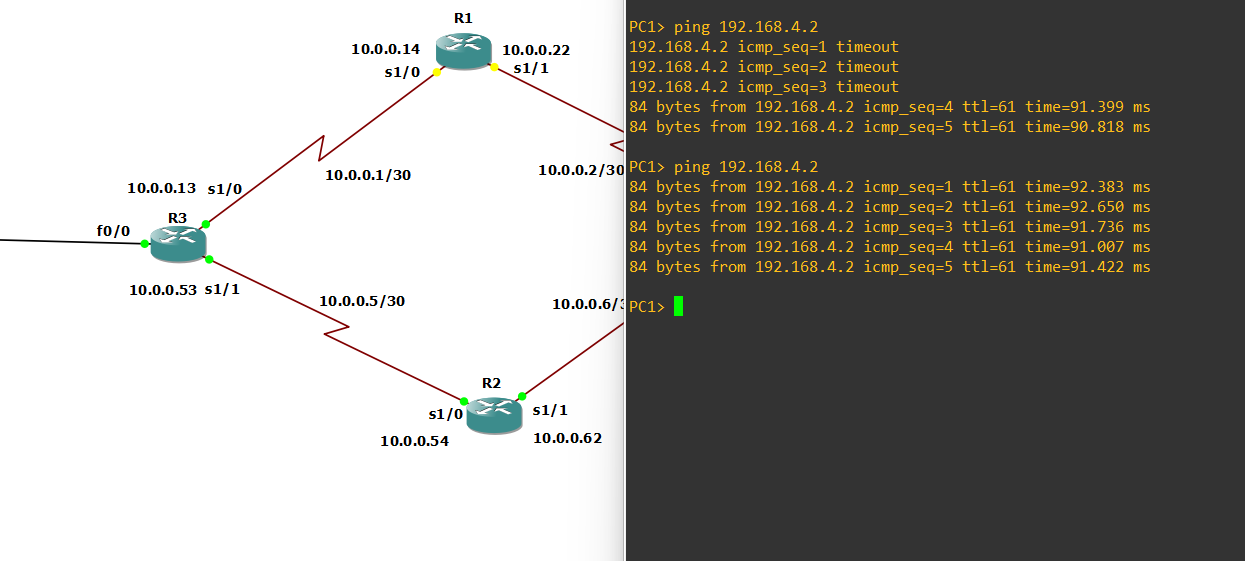 R1
10.0.0.14
10.0.0.22
s1/0
s1/1
10.0.0.2/30
10.0.0.1/30
10.0.0.13 s1/0
R3
f0/0
10.0.0.53 s1/1
10.0.0.5/30
10.0.0.6/3
R2
s1/0
s1/1
10.0.0.54
10.0.0.62
PC1> ping 192.168.4.2
192.168.4.2 icmp_seq=1 timeout
192.168.4.2 icmp_seq=2 timeout
192.168.4.2 icmp_seq=3 timeout
84 bytes from 192.168.4.2 icmp_seq=4 ttl=61 time=91.399 ms
84 bytes from 192.168.4.2 icmp_seq=5 ttl=61 time=90.818 ms
PC1> ping 192.168.4.2
84 bytes from 192.168.4.2 icmp_seq=1 ttl=61 time=92.383 ms
84 bytes from 192.168.4.2 icmp_seq=2 ttl=61 time=92.650 ms
84 bytes from 192.168.4.2 icmp_seq=3 ttl=61 time=91.736 ms
84 bytes from 192.168.4.2 icmp_seq=4 ttl=61 time=91.007 ms
84 bytes from 192.168.4.2 icmp_seq=5 ttl=61 time=91.422 ms
PC1>